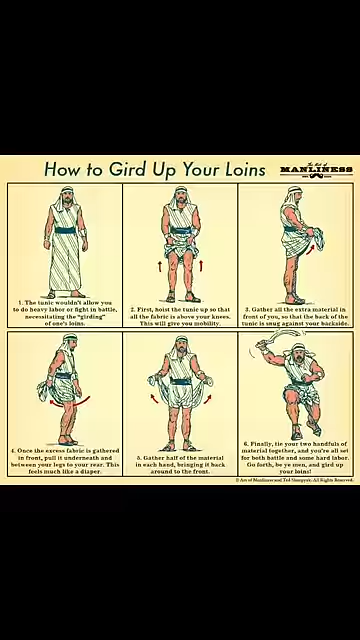 How to Gird Up Your Loins
The Art of
MANLINESS
1. The tunic wouldn't allow you
to do heavy labor or fight in battle,
necessitating the "girding"
of one's loins.
2. First, hoist the tunic up so that
all the fabric is above your knees.
This will give you mobility.
3. Gather all the extra material in
front of you, so that the back of the
tunic is snug against your backside.
4. Once the excess fabric is gathered
in front, pull it underneath and
between your legs to your rear. This
feels much like a diaper.
5. Gather half of the material
in each hand, bringing it back
around to the front.
6. Finally, tie your two handfuls of
material together, and you're all set
for both battle and some hard labor.
Go forth, be ye men, and gird up
your loins!
© Art of Manliness and Ted Slampyak. All Rights Reserved.